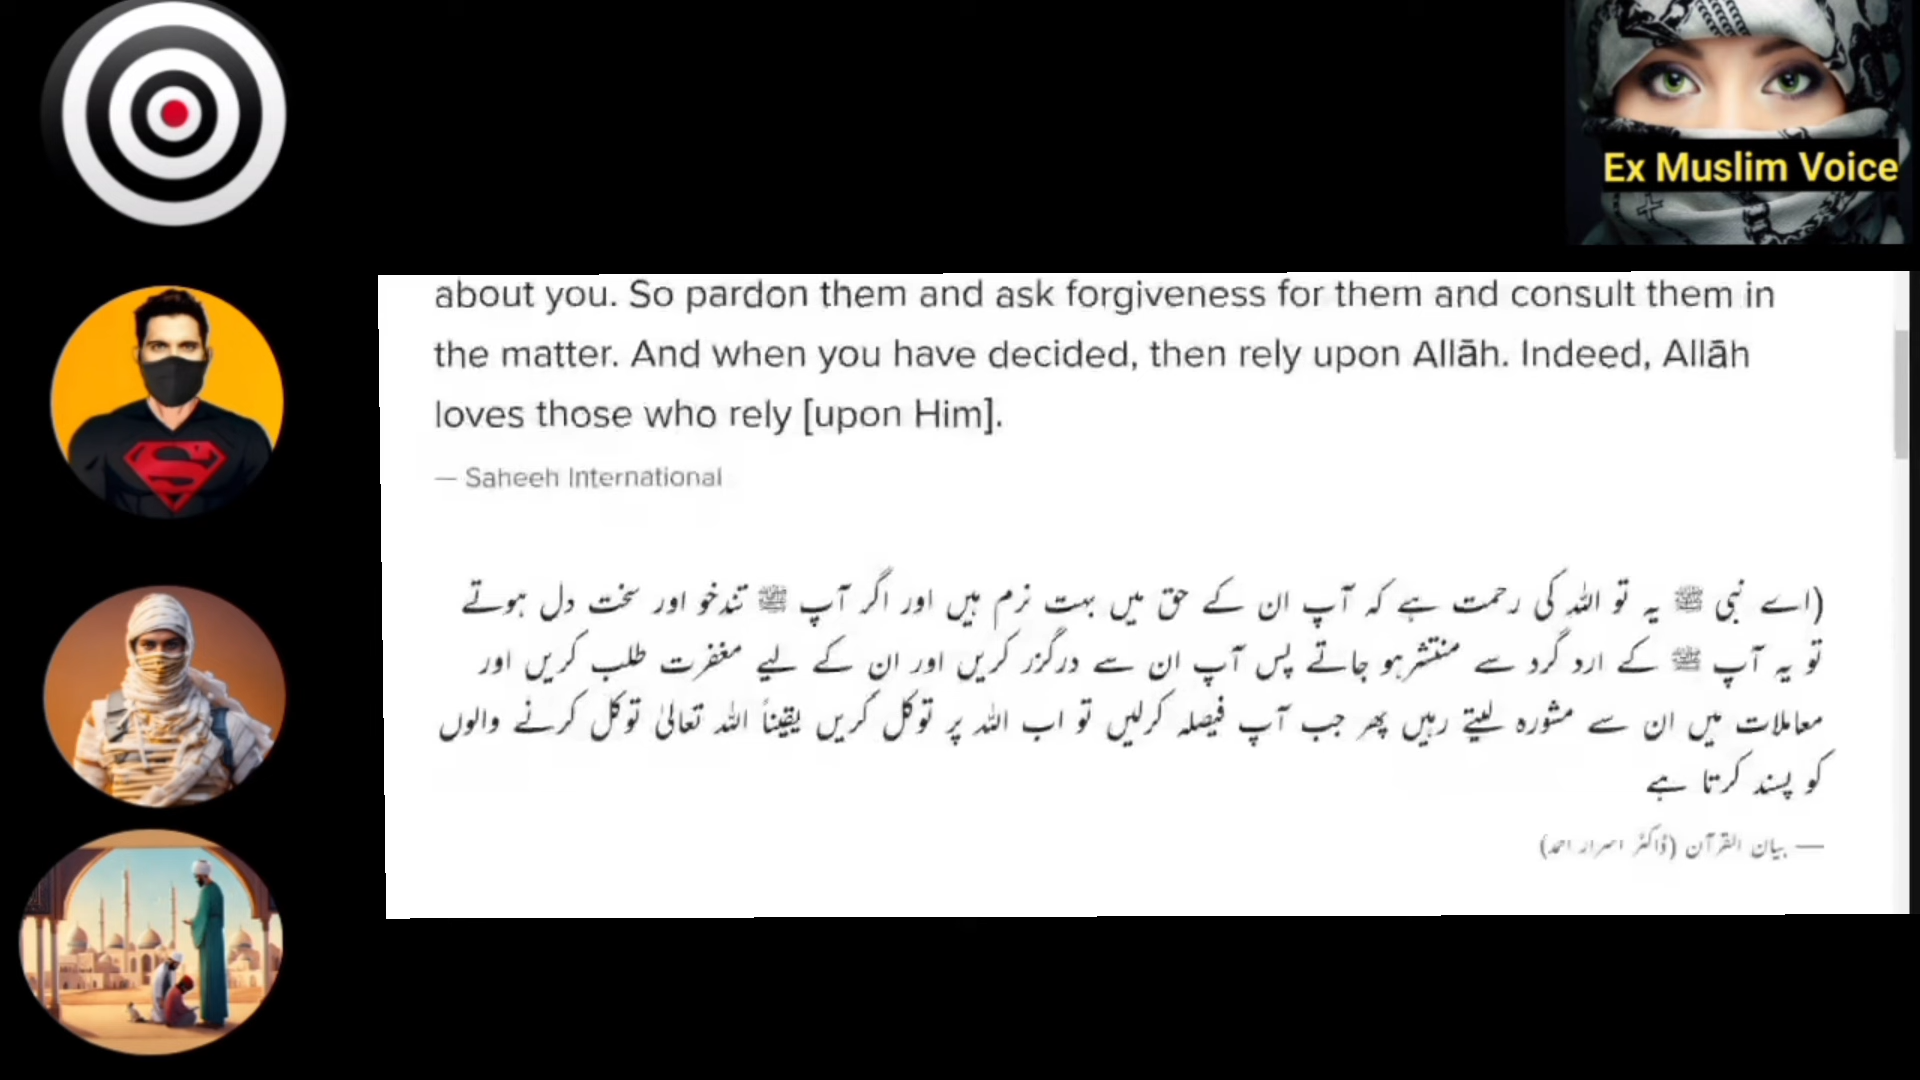 Ex Muslim Voice
about you. So pardon them and ask forgiveness for them and consult them in
the matter. And when you have decided, then rely upon Allāh. Indeed, Allāh
loves those who rely [upon Him].
— Saheeh International
(اے نبی ﷺ یہ تو اللہ کی رحمت ہے کہ آپ ان کے حق میں بہت نرم ہیں اور اگر آپ ﷺ تندخو اور سخت دل ہوتے
تو یہ آپ ﷺ کے ارد گرد سے منتشر ہو جاتے پس آپ ان سے درگزر کریں اور ان کے لیے مغفرت طلب کریں اور
معاملات میں ان سے مشورہ لیتے رہیں پھر جب آپ فیصلہ کرلیں تو اب اللہ پر توکل کریں یقیناً اللہ تعالیٰ توکل کرنے والوں
کو پسند کرتا ہے
— بیان القرآن (ڈاکٹر اسرار احمد)